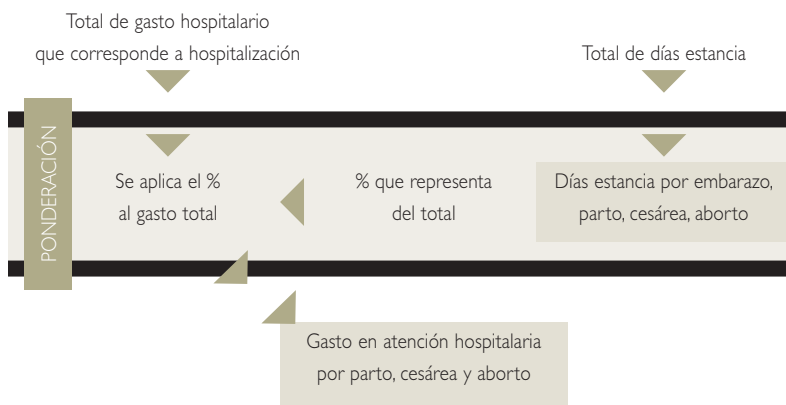 Total de gasto hospitalario
que corresponde a hospitalización
Total de días estancia
PONDERACIÓN
Se aplica el %
al gasto total
% que representa
del total
Días estancia por embarazo,
parto, cesárea, aborto
Gasto en atención hospitalaria
por parto, cesárea y aborto